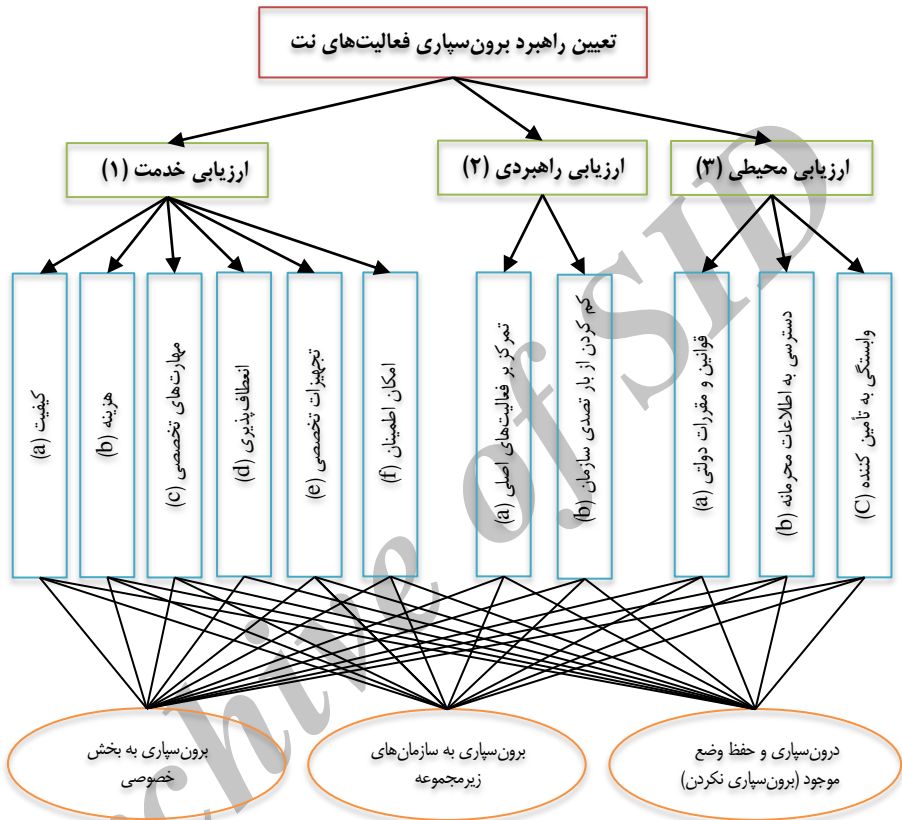 تعیین راهبرد برون‌سپاری فعالیت‌های نت
ارزیابی محیطی (۳)
ارزیابی راهبردی (۲)
ارزیابی خدمت (۱)
وابستگی به تأمین کننده (C)
دسترسی به اطلاعات محرمانه (b)
قوانین و مقررات دولتی (a)
کم کردن از بار تصدی سازمان (b)
تمرکز بر فعالیت‌های اصلی (a)
امکان اطمینان (f)
تجهیزات تخصصی (e)
انعطاف‌پذیری (d)
مهارت‌های تخصصی (c)
هزینه (b)
کیفیت (a)
درون‌سپاری و حفظ وضع
موجود (برون‌سپاری نکردن)
برون‌سپاری به سازمان‌های
زیرمجموعه
برون‌سپاری به بخش
خصوصی
chive of SID